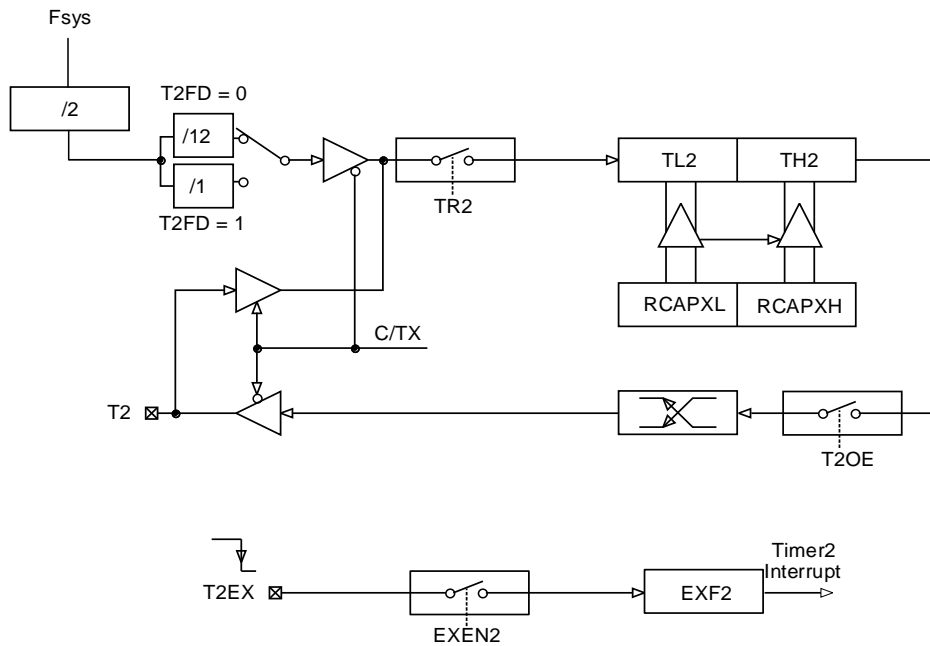 Fsys
/2
T2FD = 0
/12
/1
T2FD = 1
TR2
TL2
TH2
RCAPXL
RCAPXH
C/TX
T2
T2OE
T2EX
EXEN2
EXF2
Timer2
Interrupt